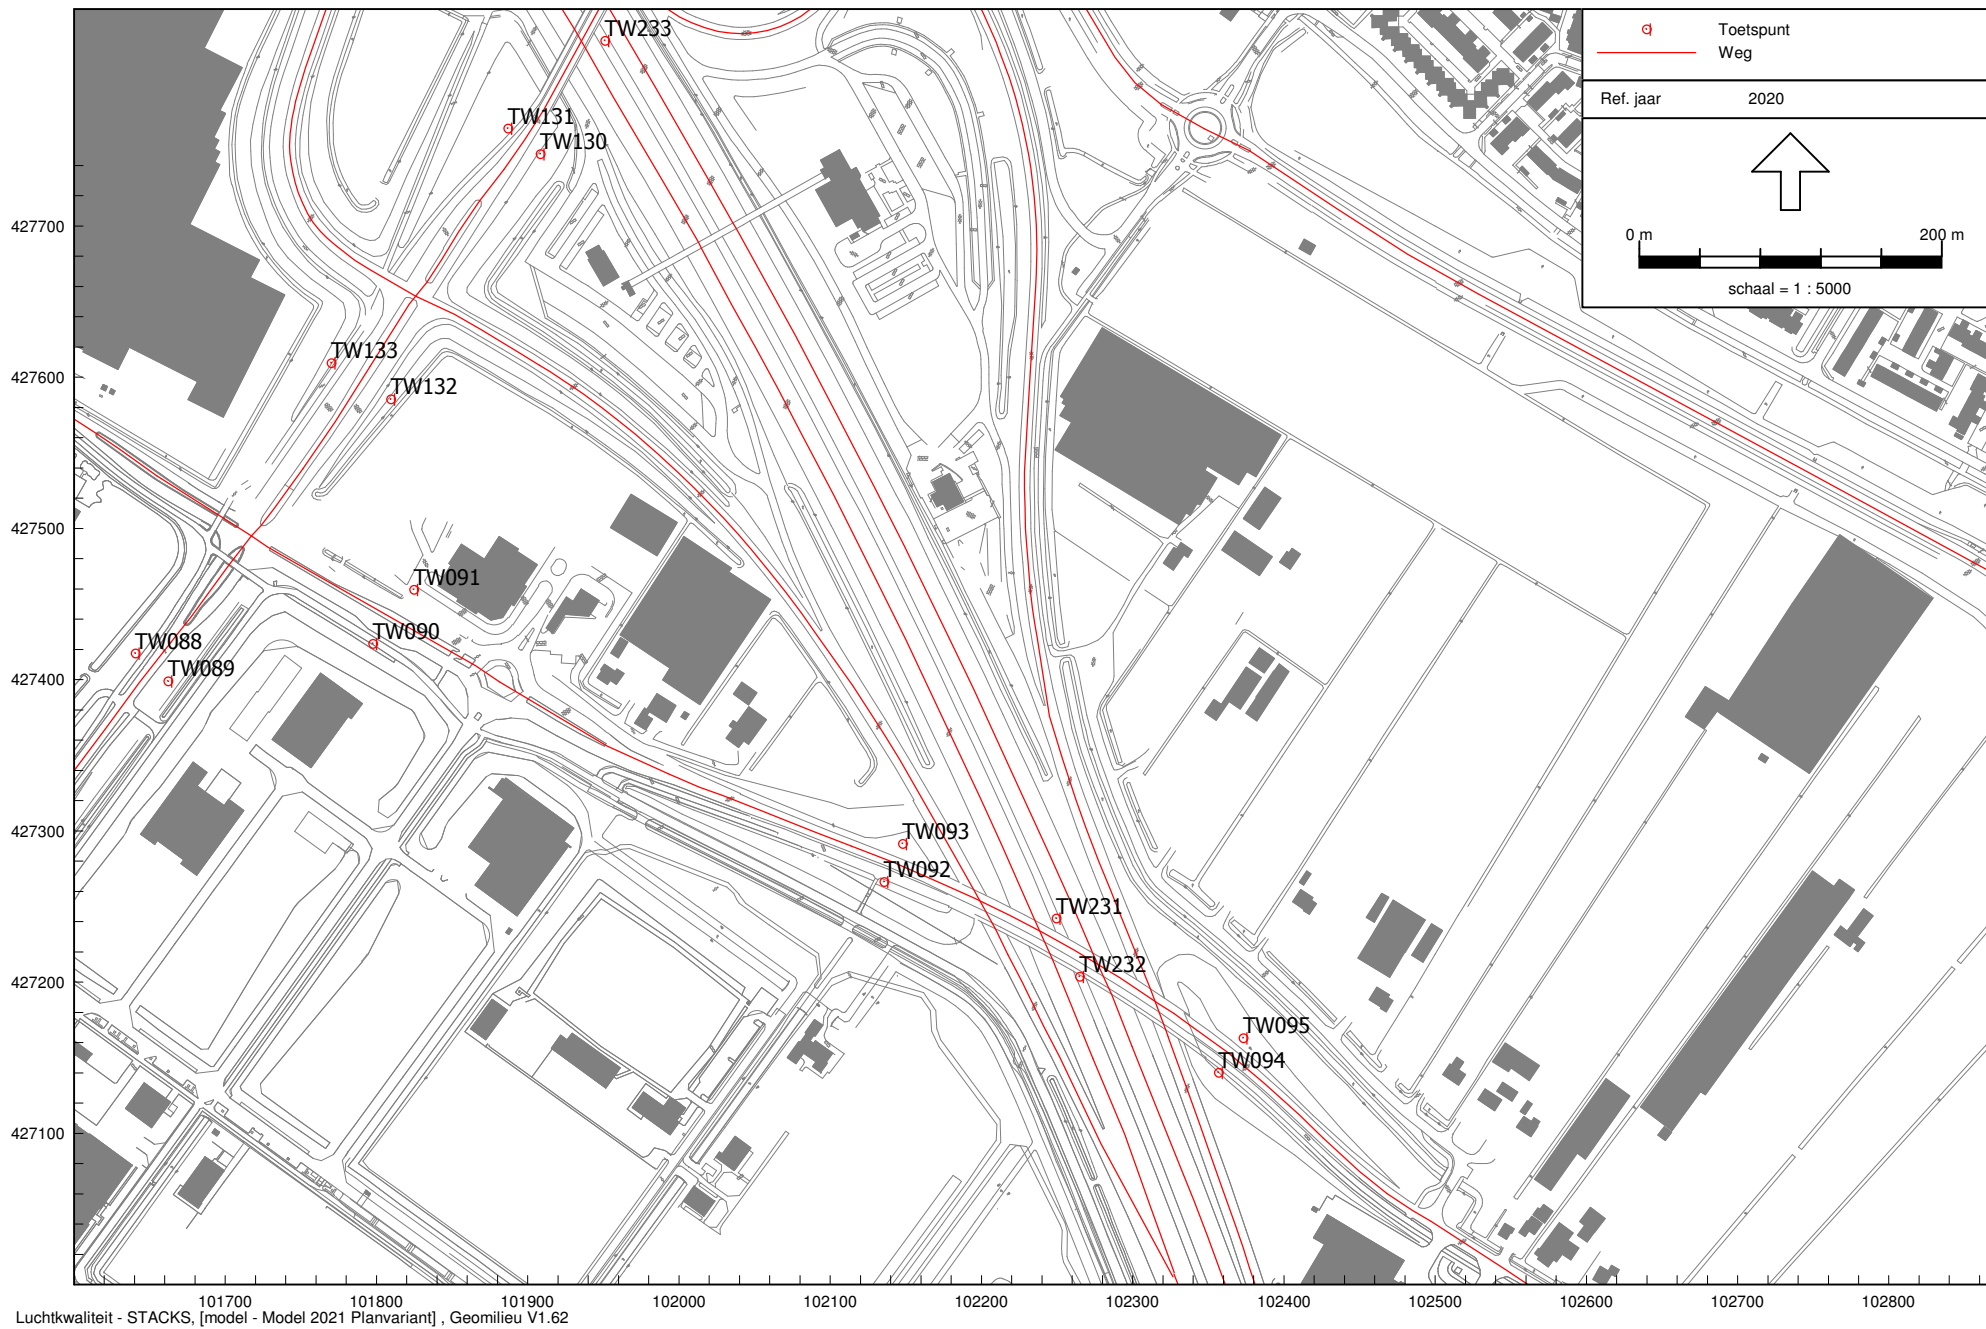 TW233
Toetspunt
Weg
Ref. jaar 2020
TW131
TW130
427700
0 m 200 m
schaal = 1 : 5000
TW133
427600
TW132
427500
TW091
TW090
TW088
TW089
427400
427300
TW093
TW092
TW231
TW232
427200
TW095
TW094
427100
101700 101800 101900 102000 102100 102200 102300 102400 102500 102600 102700 102800
Luchtkwaliteit - STACKS, [model - Model 2021 Planvariant] , Geomilieu V1.62